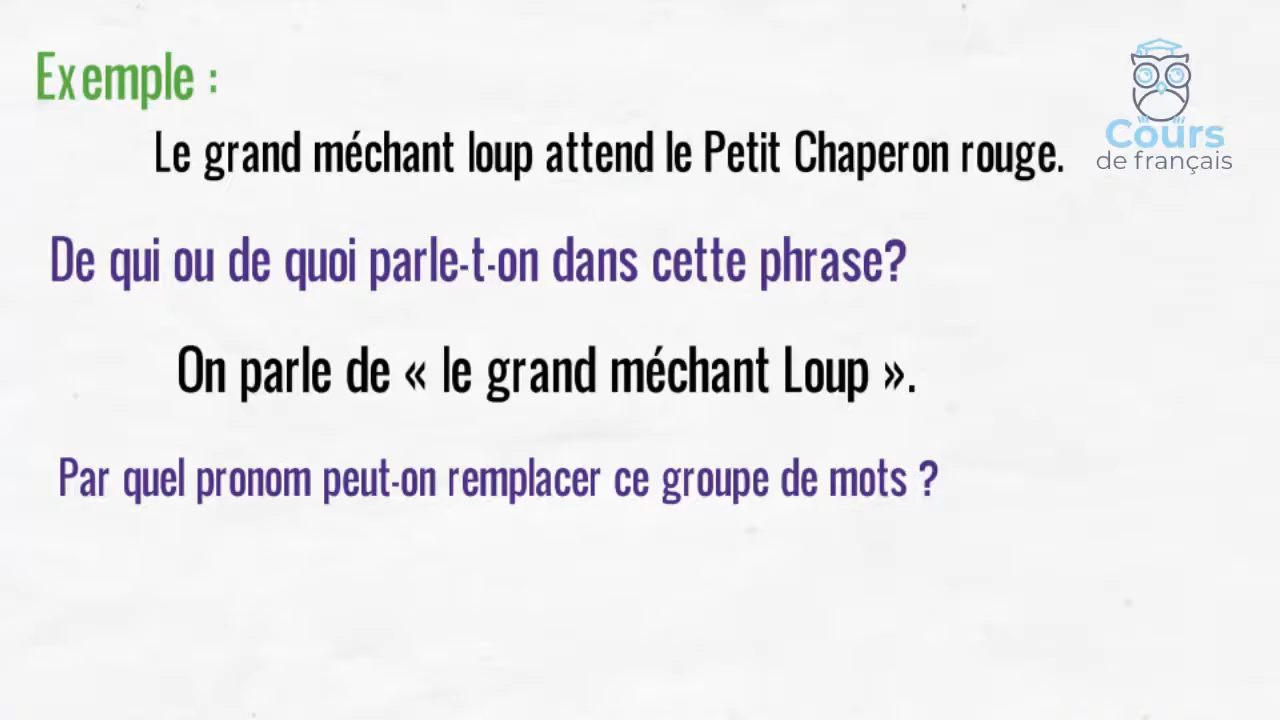 Exemple :
Le grand méchant loup attend le Petit Chaperon rouge.
Cours
de français
De qui ou de quoi parle-t-on dans cette phrase?
On parle de « le grand méchant Loup ».
Par quel pronom peut-on remplacer ce groupe de mots ?